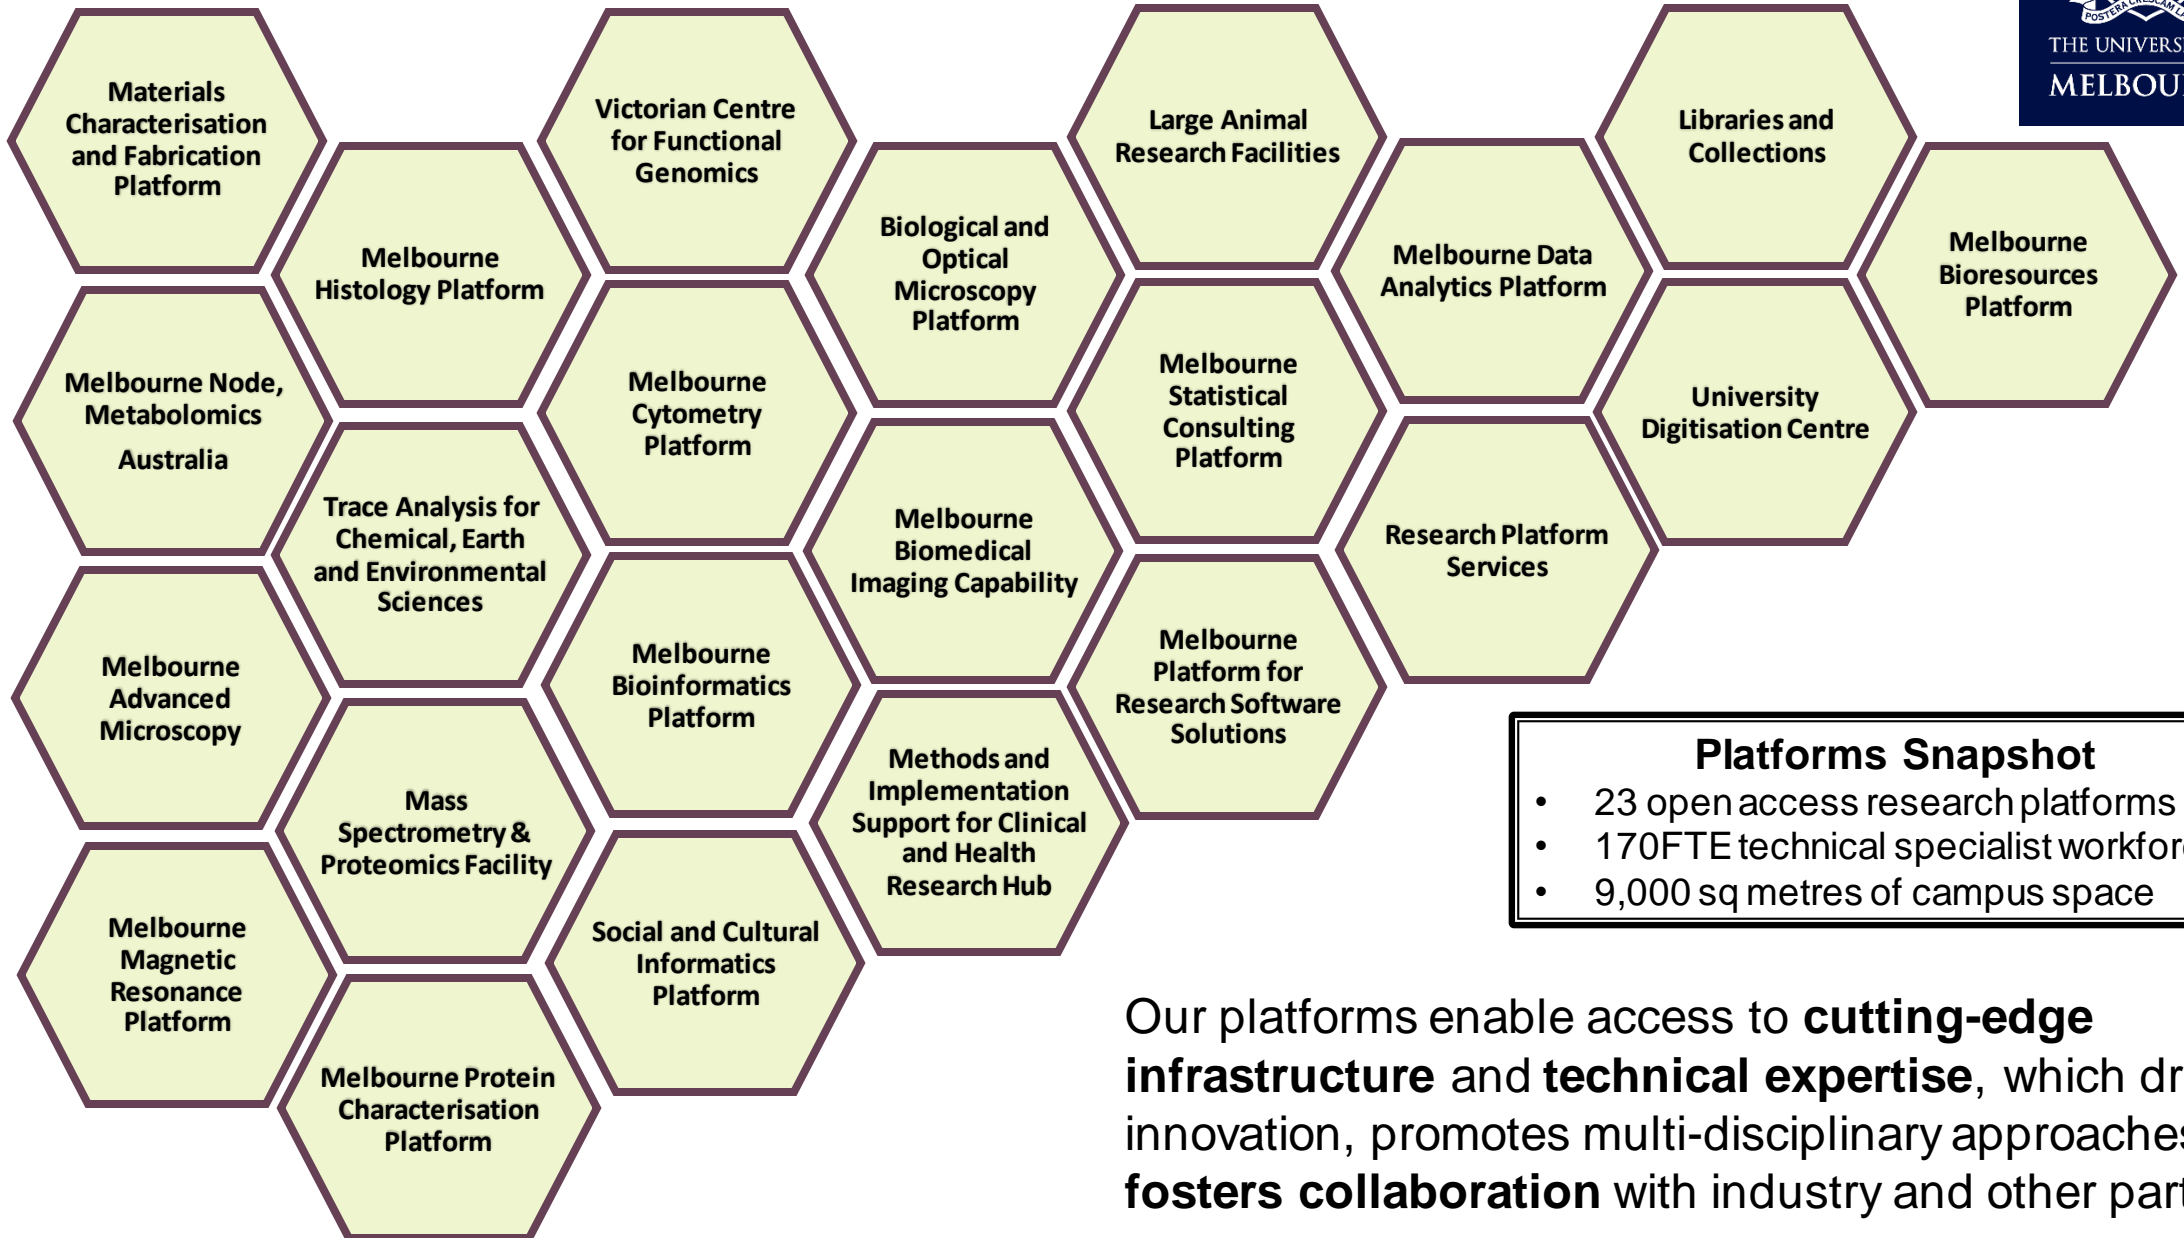 Materials
Characterisation
and Fabrication
Platform
Victorian Centre
for Functional
Genomics
Large Animal
Research Facilities
Libraries and
Collections
POSTERA CRESCAM
THE
Melbourne
Histology Platform
Biological and
Optical
Microscopy
Platform
Melbourne Data
Analytics Platform
Melbourne
Bioresources
Platform
Melbourne Node,
Metabolomics
Australia
Melbourne
Cytometry
Platform
Melbourne
Statistical
Consulting
Platform
University
Digitisation Centre
Trace Analysis for
Chemical, Earth
and Environmental
Sciences
Melbourne
Biomedical
Imaging Capability
Research Platform
Services
Melbourne
Advanced
Microscopy
Melbourne
Bioinformatics
Platform
Melbourne
Platform for
Research Software
Solutions
Mass
Spectrometry &
Proteomics Facility
Methods and
Implementation
Support for Clinical
and Health
Research Hub
Melbourne
Magnetic
Resonance
Platform
Social and Cultural
Informatics
Platform
Melbourne Protein
Characterisation
Platform
Platforms Snapshot
• 23 open access research platforms
• 170FTE technical specialist
• 9,000 sq metres of campus space
Our platforms enable access to cutting-edge
infrastructure and technical expertise, which
innovation, promotes multi-disciplinary approaches
fosters collaboration with industry and other